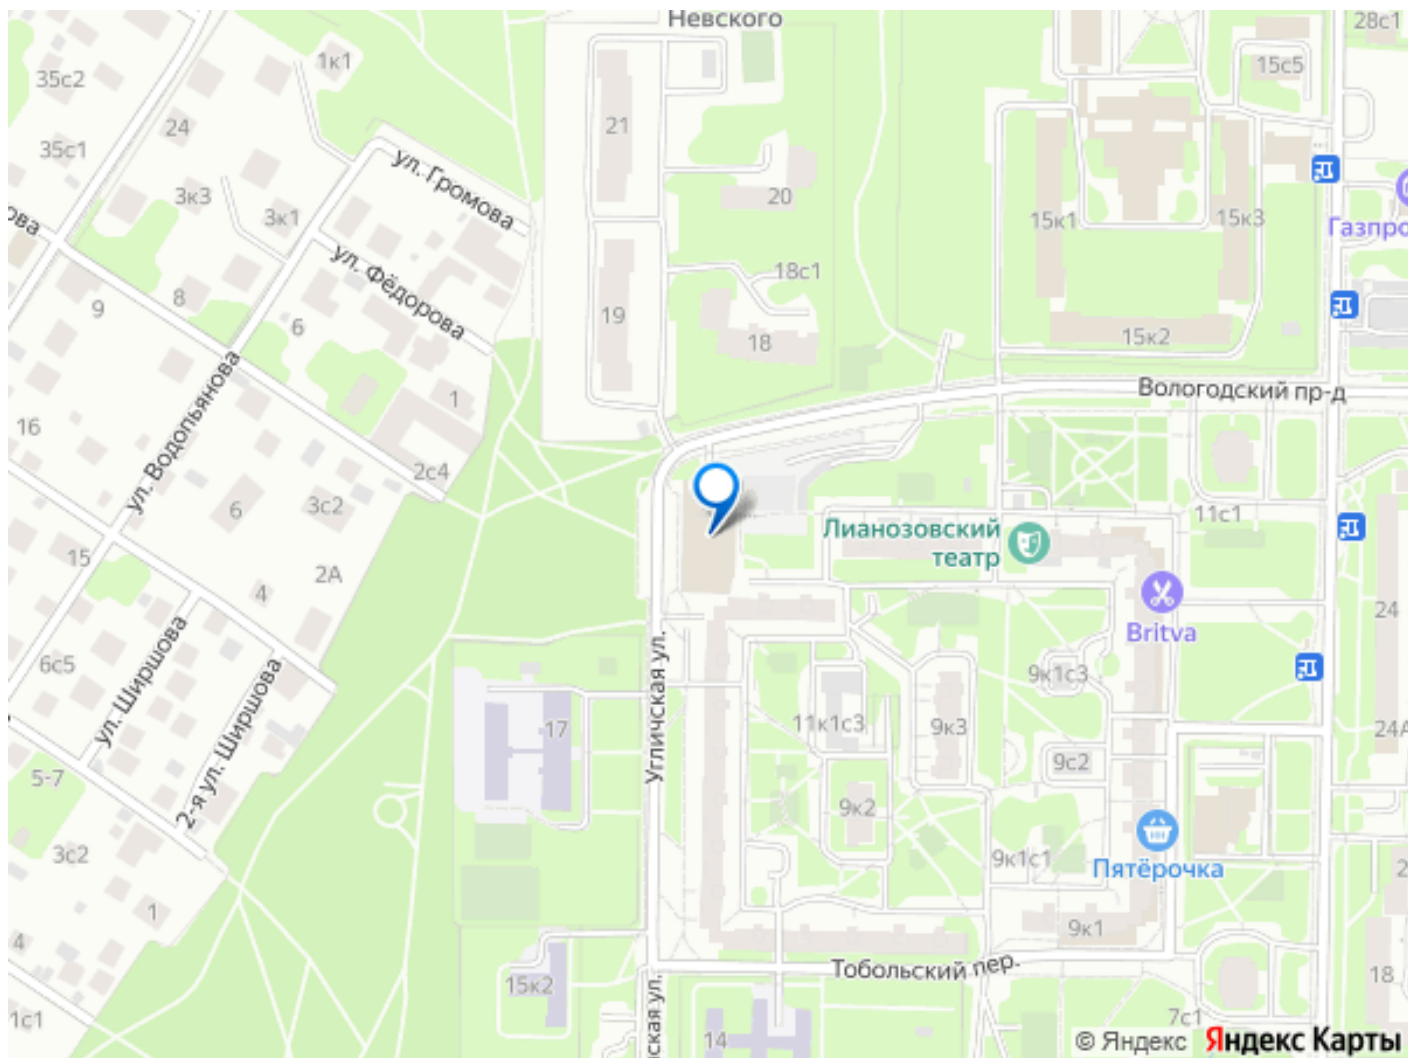 Невского
28с1
1к1
35с2
15с5
24
21
35с1
ул. Громова
3к3
20
3к1
15к1
15к3
ова
Газпро
ул. Фёдорова
18с1
8
9
6
19
18
15к2
Вологодский пр-д
ул. Водопьянова
1
16
2с4
6
3с2
11с1
Лианозовский
театр
15
2А
4
Britva
24
ул. Ширшова
6с5
2-я ул. Ширшова
Угличская ул.
9к1с3
17
11к1с3
9к3
24А
5-7
9с2
9к2
3с2
9к1с1
Пятёрочка
2
1
4
9к1
Тобольский пер.
15к2
18
1с1
ская ул.
7с1
14
© Яндекс Яндекс Карты